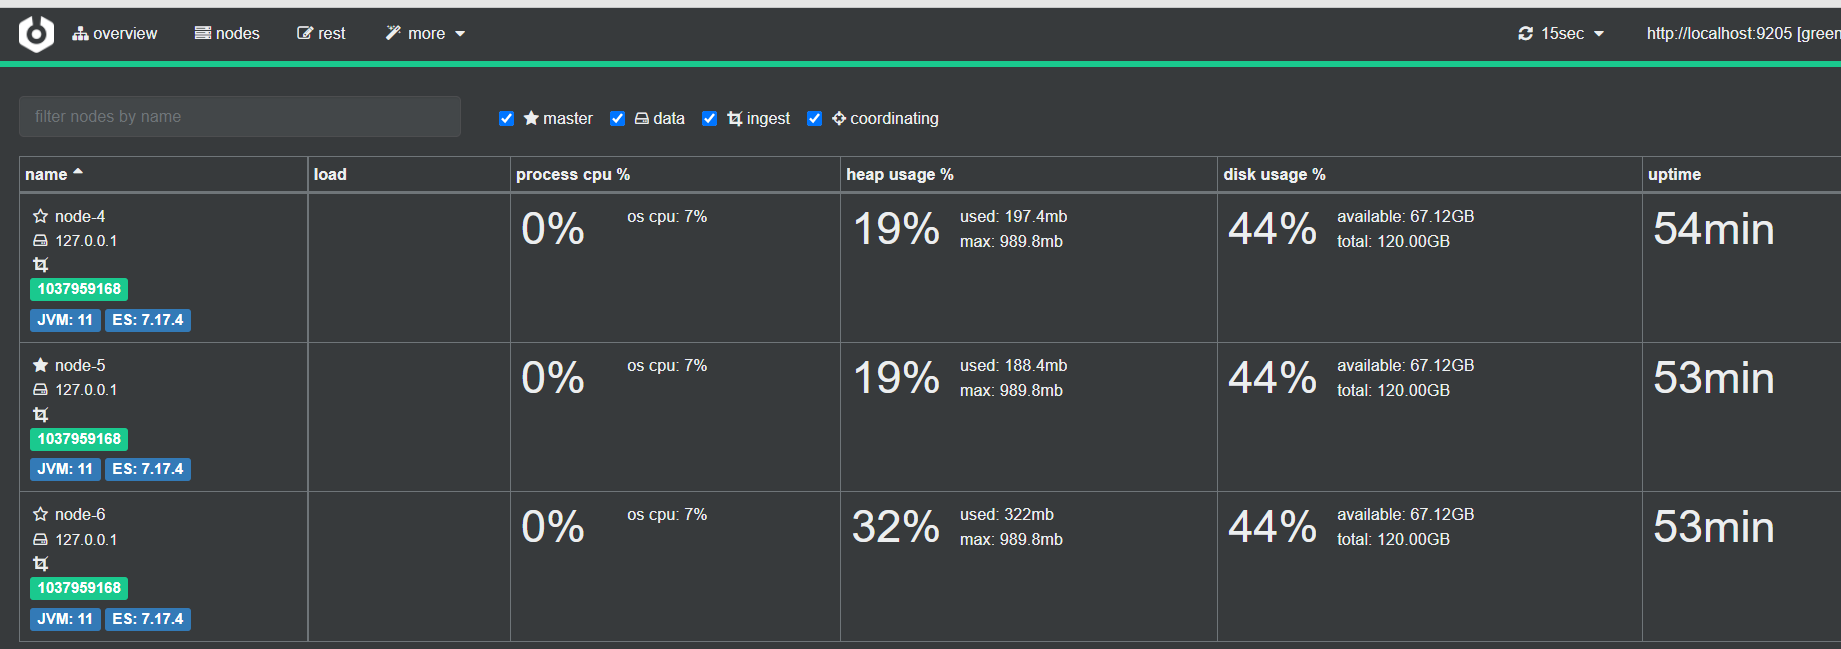 overview nodes rest more 15sec http://localhost:9205 [green
filter nodes by name master data ingest coordinating
name load process cpu % heap usage % disk usage % uptime
node-4 0% os cpu: 7% 19% used: 197.4mb 44% available: 67.12GB 54min
127.0.0.1 max: 989.8mb total: 120.00GB
1037959168
JVM: 11 ES: 7.17.4
node-5 0% os cpu: 7% 19% used: 188.4mb 44% available: 67.12GB 53min
127.0.0.1 max: 989.8mb total: 120.00GB
1037959168
JVM: 11 ES: 7.17.4
node-6 0% os cpu: 7% 32% used: 322mb 44% available: 67.12GB 53min
127.0.0.1 max: 989.8mb total: 120.00GB
1037959168
JVM: 11 ES: 7.17.4